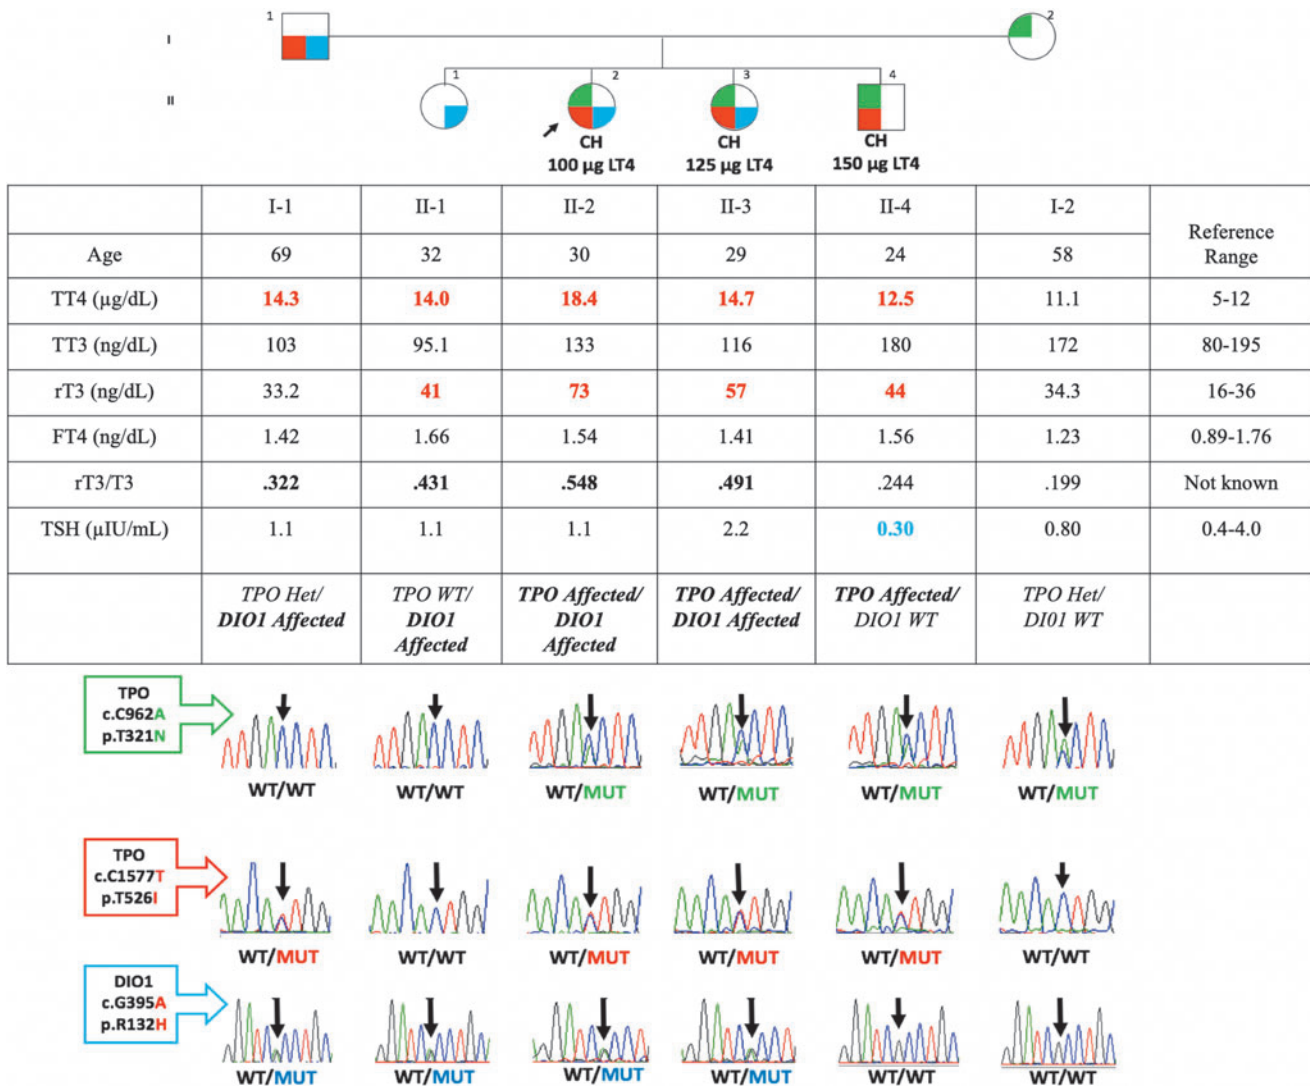 1
2
I
1
2
3
4
II
CH
100 µg LT4
CH
125 µg LT4
CH
150 µg LT4
I-1 II-1 II-2 II-3 II-4 I-2 Reference Range
Age 69 32 30 29 24 58
TT4 (µg/dL) 14.3 14.0 18.4 14.7 12.5 11.1 5-12
TT3 (ng/dL) 103 95.1 133 116 180 172 80-195
rT3 (ng/dL) 33.2 41 73 57 44 34.3 16-36
FT4 (ng/dL) 1.42 1.66 1.54 1.41 1.56 1.23 0.89-1.76
rT3/T3 .322 .431 .548 .491 .244 .199 Not known
TSH (µIU/mL) 1.1 1.1 1.1 2.2 0.30 0.80 0.4-4.0
TPO Het/
DIO1 Affected
TPO WT/
DIO1
Affected
TPO Affected/
DIO1
Affected
TPO Affected/
DIO1 Affected
TPO Affected/
DIO1 WT
TPO Het/
DI01 WT
TPO
c.C962A
p.T321N
WT/WT WT/WT WT/MUT WT/MUT WT/MUT WT/MUT
TPO
c.C1577T
p.T526I
WT/MUT WT/WT WT/MUT WT/MUT WT/MUT WT/WT
DIO1
c.G395A
p.R132H
WT/MUT WT/MUT WT/MUT WT/MUT WT/WT WT/WT